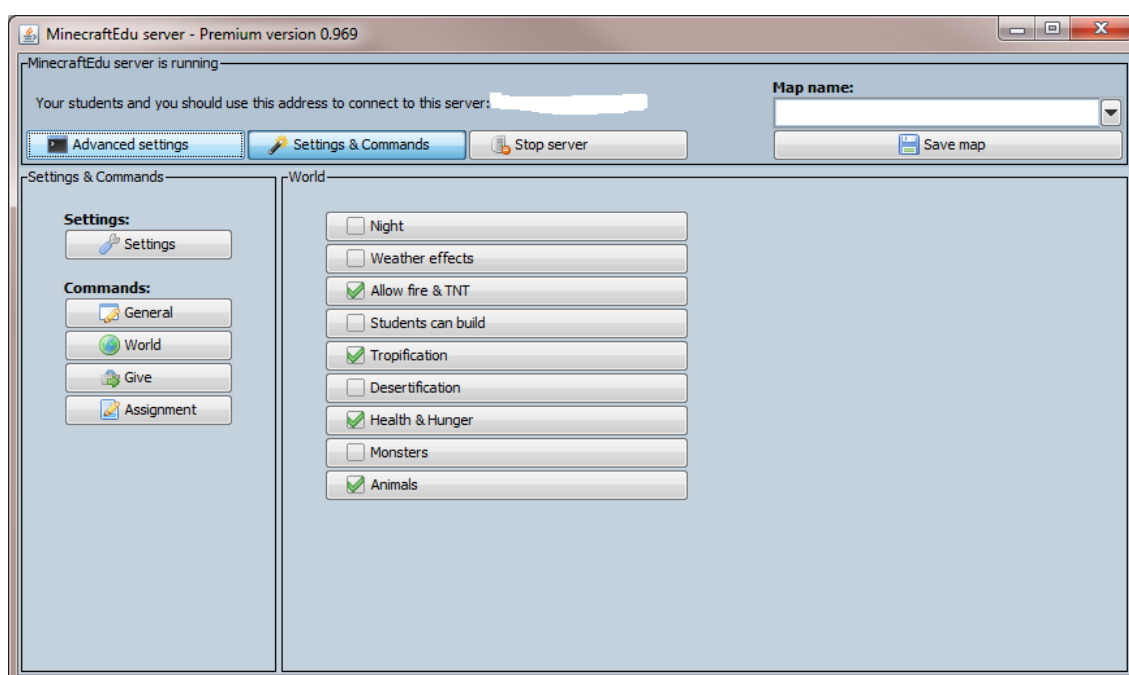 MinecraftEdu server - Premium version 0.969
MinecraftEdu server is running
Your students and you should use this address to connect to this server:
Map name:
Advanced settings
Settings & Commands
Stop server
Save map
Settings & Commands
Settings:
Settings
Commands:
General
World
Give
Assignment
World
Night
Weather effects
Allow fire & TNT
Students can build
Tropification
Desertification
Health & Hunger
Monsters
Animals